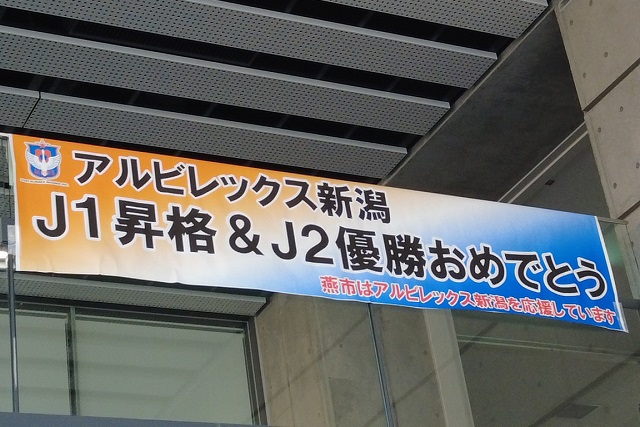 アルビレックス新潟
J1昇格&J2優勝おめでとう
燕市はアルビレックス新潟を応援しています